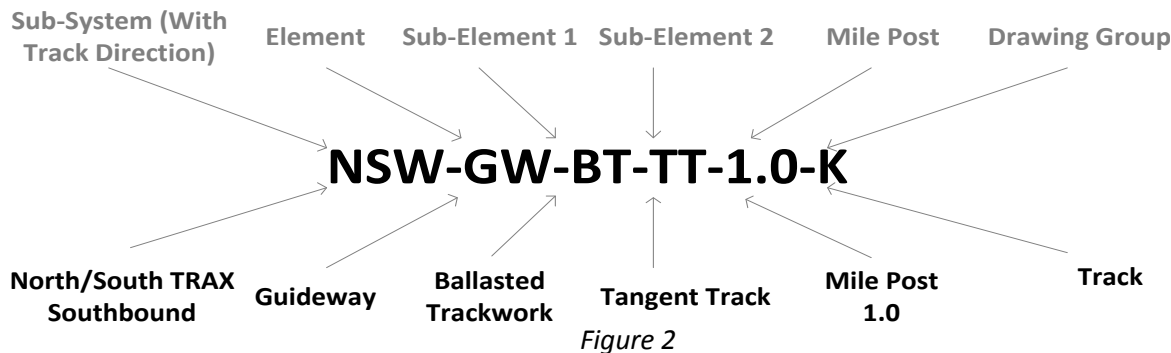 Sub-System (With
Track Direction)
Element
Sub-Element 1
Sub-Element 2
Mile Post
Drawing Group
NSW-GW-BT-TT-1.0-K
North/South TRAX
Southbound
Guideway
Ballasted
Trackwork
Tangent Track
Mile Post
1.0
Track
Figure 2